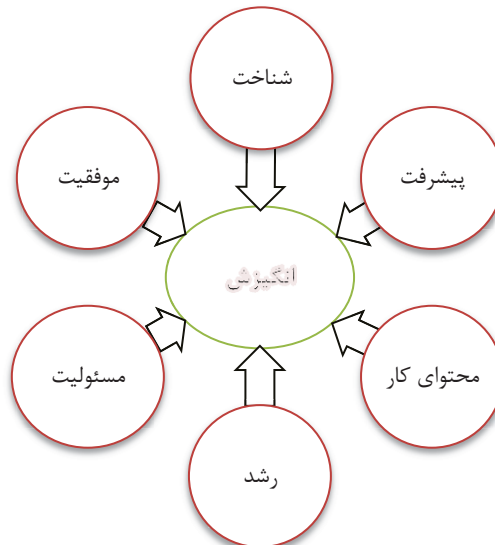 شناخت
پیشرفت
موفقیت
انگیزش
محتوای کار
مسئولیت
رشد